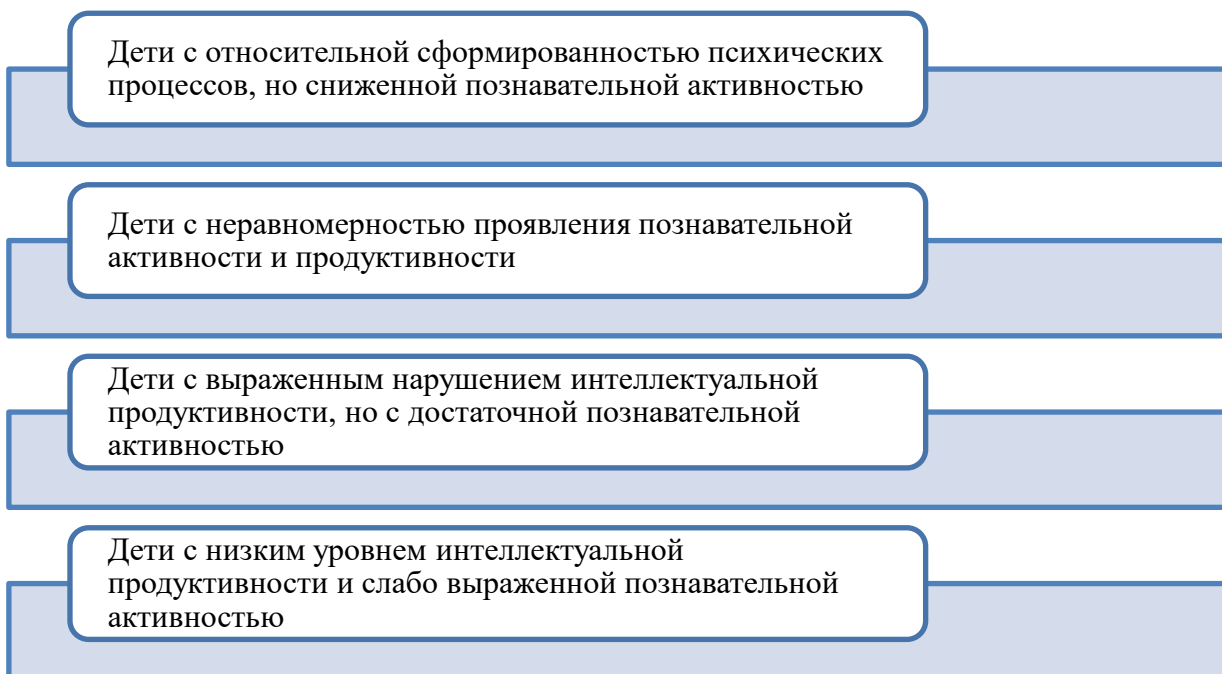 Дети с относительной сформированностью психических
процессов, но сниженной познавательной активностью
Дети с неравномерностью проявления познавательной
активности и продуктивности
Дети с выраженным нарушением интеллектуальной
продуктивности, но с достаточной познавательной
активностью
Дети с низким уровнем интеллектуальной
продуктивности и слабо выраженной познавательной
активностью